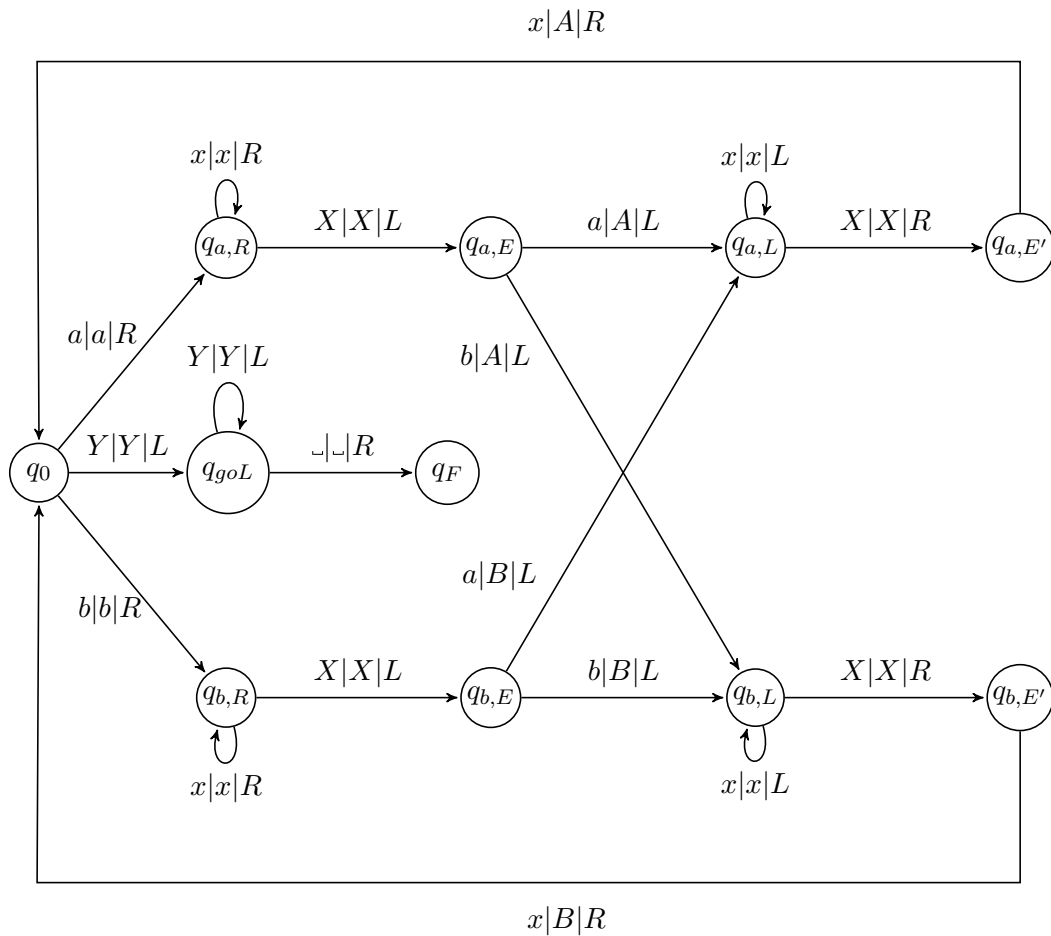 x|A|R
x|x|R
x|x|L
X|X|L
a|A|L
X|X|R
q_{a,R}
q_{a,E}
q_{a,L}
q_{a,E'}
a|a|R
Y|Y|L
b|A|L
Y|Y|L
␣|␣|R
q_0
q_{goL}
q_F
b|b|R
a|B|L
X|X|L
b|B|L
X|X|R
q_{b,R}
q_{b,E}
q_{b,L}
q_{b,E'}
x|x|R
x|x|L
x|B|R